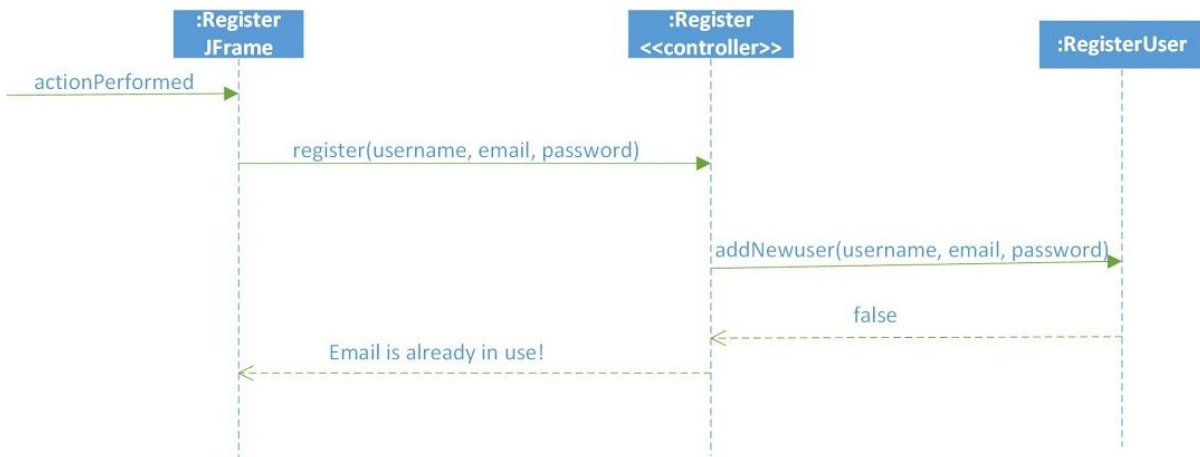 :Register
JFrame
:Register
<<controller>>
:RegisterUser
actionPerformed
register(username, email, password)
addNewuser(username, email, password)
false
Email is already in use!